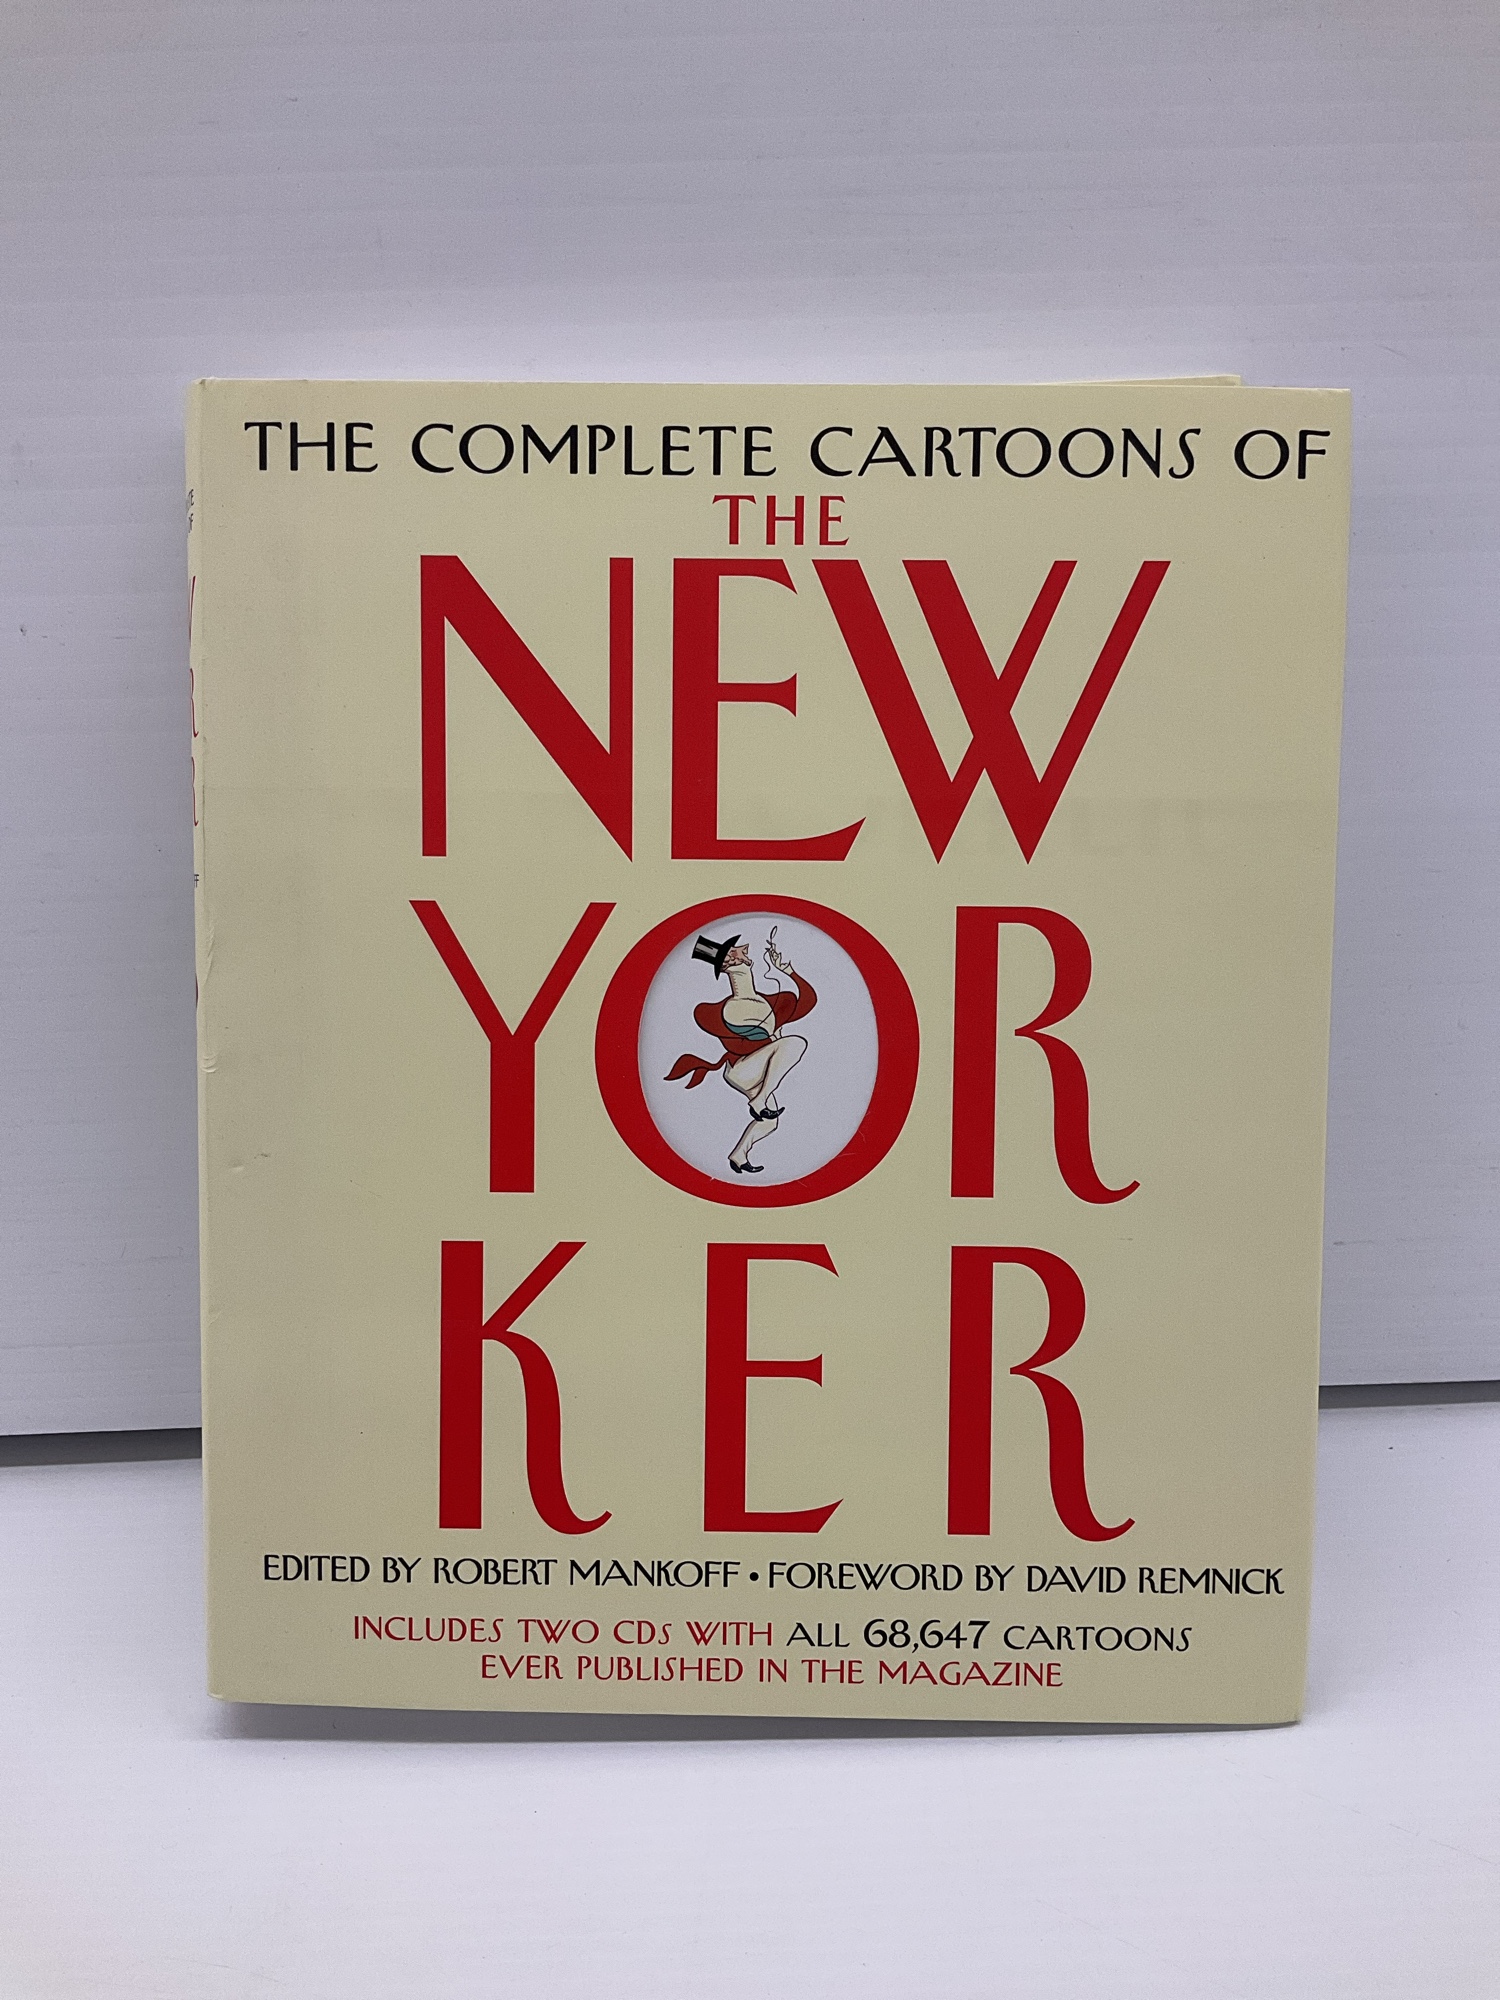 THE COMPLETE CARTOONS OF
THE
NEW
YOR
KER
EDITED BY ROBERT MANKOFF • FOREWORD BY DAVID REMNICK
INCLUDES TWO CDs WITH ALL 68,647 CARTOONS
EVER PUBLISHED IN THE MAGAZINE